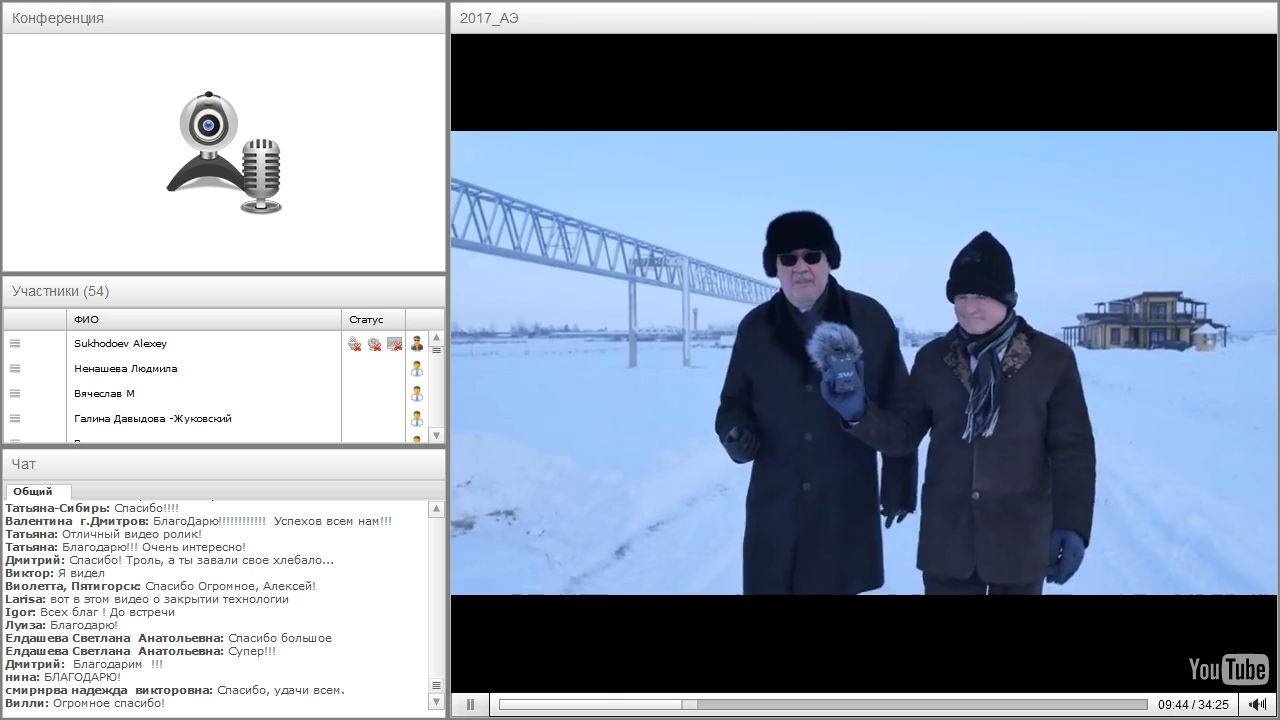 Конференция
2017_АЭ
Участники (54)
ФИО Статус
Sukhodoev Alexey
Ненашева Людмила
Вячеслав М
Галина Давыдова -Жуковский
Чат
Общий
Татьяна-Сибирь: Спасибо!!!!
Валентина г.Дмитров: БлагоДарю!!!!!!!!!!!! Успехов всем нам!!!
Татьяна: Отличный видео ролик!
Татьяна: Благодарю!!! Очень интересно!
Дмитрий: Спасибо! Троль, а ты завали свое хлебало...
Виктор: Я видел
Виолетта, Пятигорск: Спасибо Огромное, Алексей!
Larisa: вот в этом видео о закрытии технологии
Igor: Всех благ ! До встречи
Луиза: Благодарю!
Елдашева Светлана Анатольевна: Спасибо большое
Елдашева Светлана Анатольевна: Супер!!!
Дмитрий: Благодарим !!!
нина: БЛАГОДАРЮ!
смирнрва надежда викторовна: Спасибо, удачи всем.
Вилли: Огромное спасибо!
YouTube
09:44 / 34:25